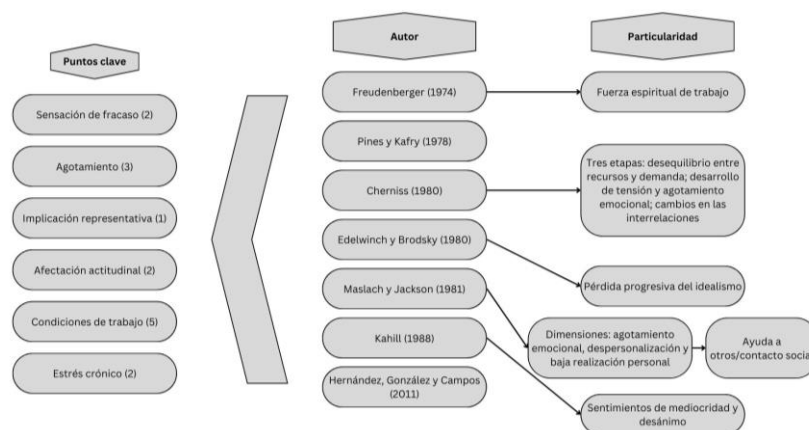 Puntos clave
Sensación de fracaso (2)
Agotamiento (3)
Implicación representativa (1)
Afectación actitudinal (2)
Condiciones de trabajo (5)
Estrés crónico (2)
Autor
Freudenberger (1974)
Pines y Kafry (1978)
Cherniss (1980)
Edelwinch y Brodsky (1980)
Maslach y Jackson (1981)
Kahill (1988)
Hernández, González y Campos
(2011)
Particularidad
Fuerza espiritual de trabajo
Tres etapas: desequilibrio entre
recursos y demanda; desarrollo
de tensión y agotamiento
emocional; cambios en las
interrelaciones
Pérdida progresiva del idealismo
Dimensiones: agotamiento
emocional, despersonalización y
baja realización personal
Ayuda a
otros/contacto social
Sentimientos de mediocridad y
desánimo